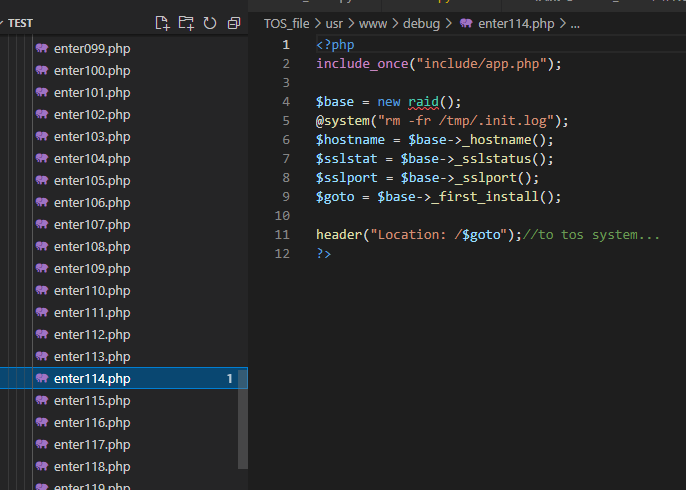 TEST
enter099.php
enter100.php
enter101.php
enter102.php
enter103.php
enter104.php
enter105.php
enter106.php
enter107.php
enter108.php
enter109.php
enter110.php
enter111.php
enter112.php
enter113.php
enter114.php 1
enter115.php
enter116.php
enter117.php
enter118.php
enter119.php
TOS_file > usr > www > debug > enter114.php > ...
1 <?php
2 include_once("include/app.php");
3
4 $base = new raid();
5 @system("rm -fr /tmp/.init.log");
6 $hostname = $base->_hostname();
7 $sslstat = $base->_sslstatus();
8 $sslport = $base->_sslport();
9 $goto = $base->_first_install();
10
11 header("Location: /$goto");//to tos system...
12 ?>